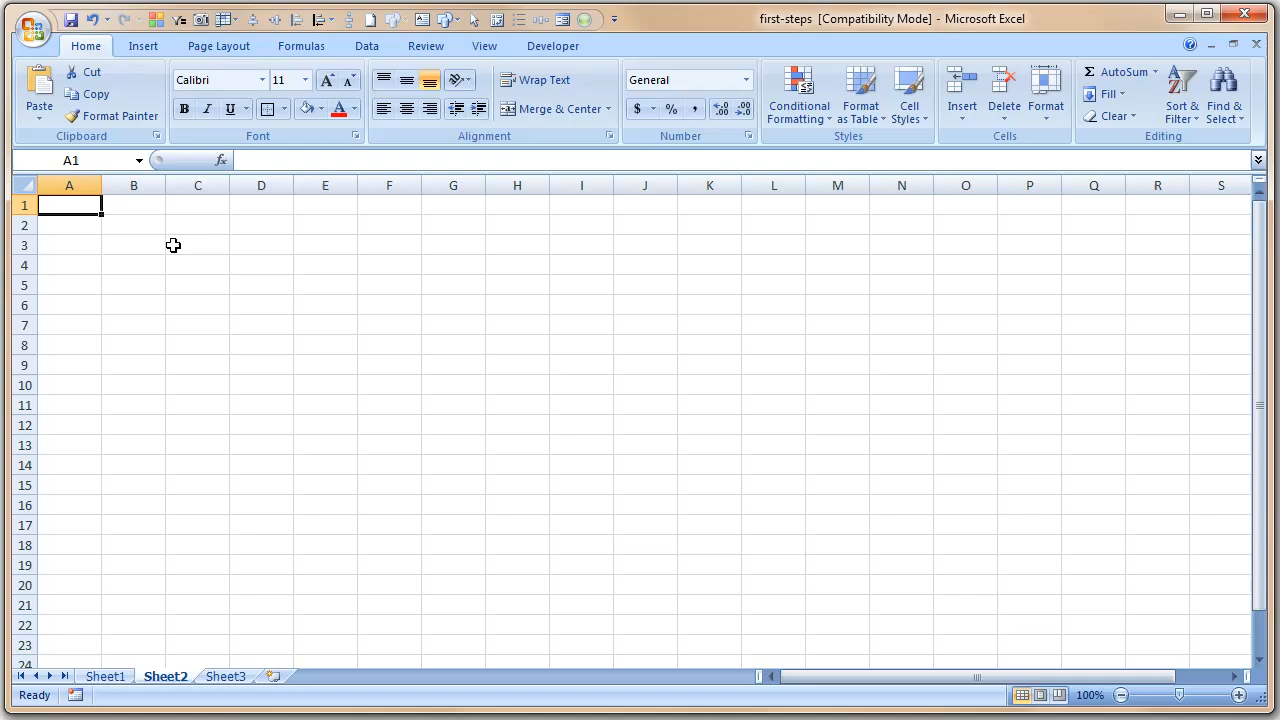 first-steps [Compatibility Mode] - Microsoft Excel
Home Insert Page Layout Formulas Data Review View Developer
Paste
Cut
Copy
Format Painter
Clipboard
Calibri 11
B I U A
Font
Wrap Text
Merge & Center
Alignment
General
$ % ,
Number
Conditional Formatting
Format as Table
Cell Styles
Styles
Insert Delete Format
Cells
Σ AutoSum
Fill
Clear
Sort & Filter
Find & Select
Editing
A1 fx
A B C D E F G H I J K L M N O P Q R S
1
2
3
4
5
6
7
8
9
10
11
12
13
14
15
16
17
18
19
20
21
22
23
24
Sheet1 Sheet2 Sheet3
Ready 100%